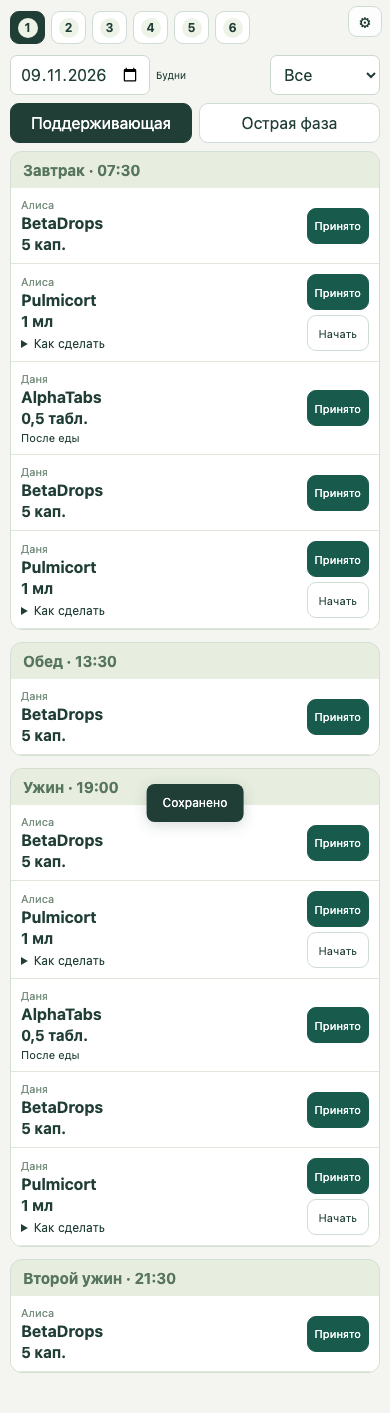 1 2 3 4 5 6
09.11.2026 Будни Все
Поддерживающая Острая фаза
Завтрак · 07:30
Алиса
BetaDrops
5 кап.
Принято
Алиса
Pulmicort
1 мл
Как сделать
Принято
Начать
Даня
AlphaTabs
0,5 табл.
После еды
Принято
Даня
BetaDrops
5 кап.
Принято
Даня
Pulmicort
1 мл
Как сделать
Принято
Начать
Обед · 13:30
Даня
BetaDrops
5 кап.
Принято
Ужин · 19:00
Сохранено
Алиса
BetaDrops
5 кап.
Принято
Алиса
Pulmicort
1 мл
Как сделать
Принято
Начать
Даня
AlphaTabs
0,5 табл.
После еды
Принято
Даня
BetaDrops
5 кап.
Принято
Даня
Pulmicort
1 мл
Как сделать
Принято
Начать
Второй ужин · 21:30
Алиса
BetaDrops
5 кап.
Принято